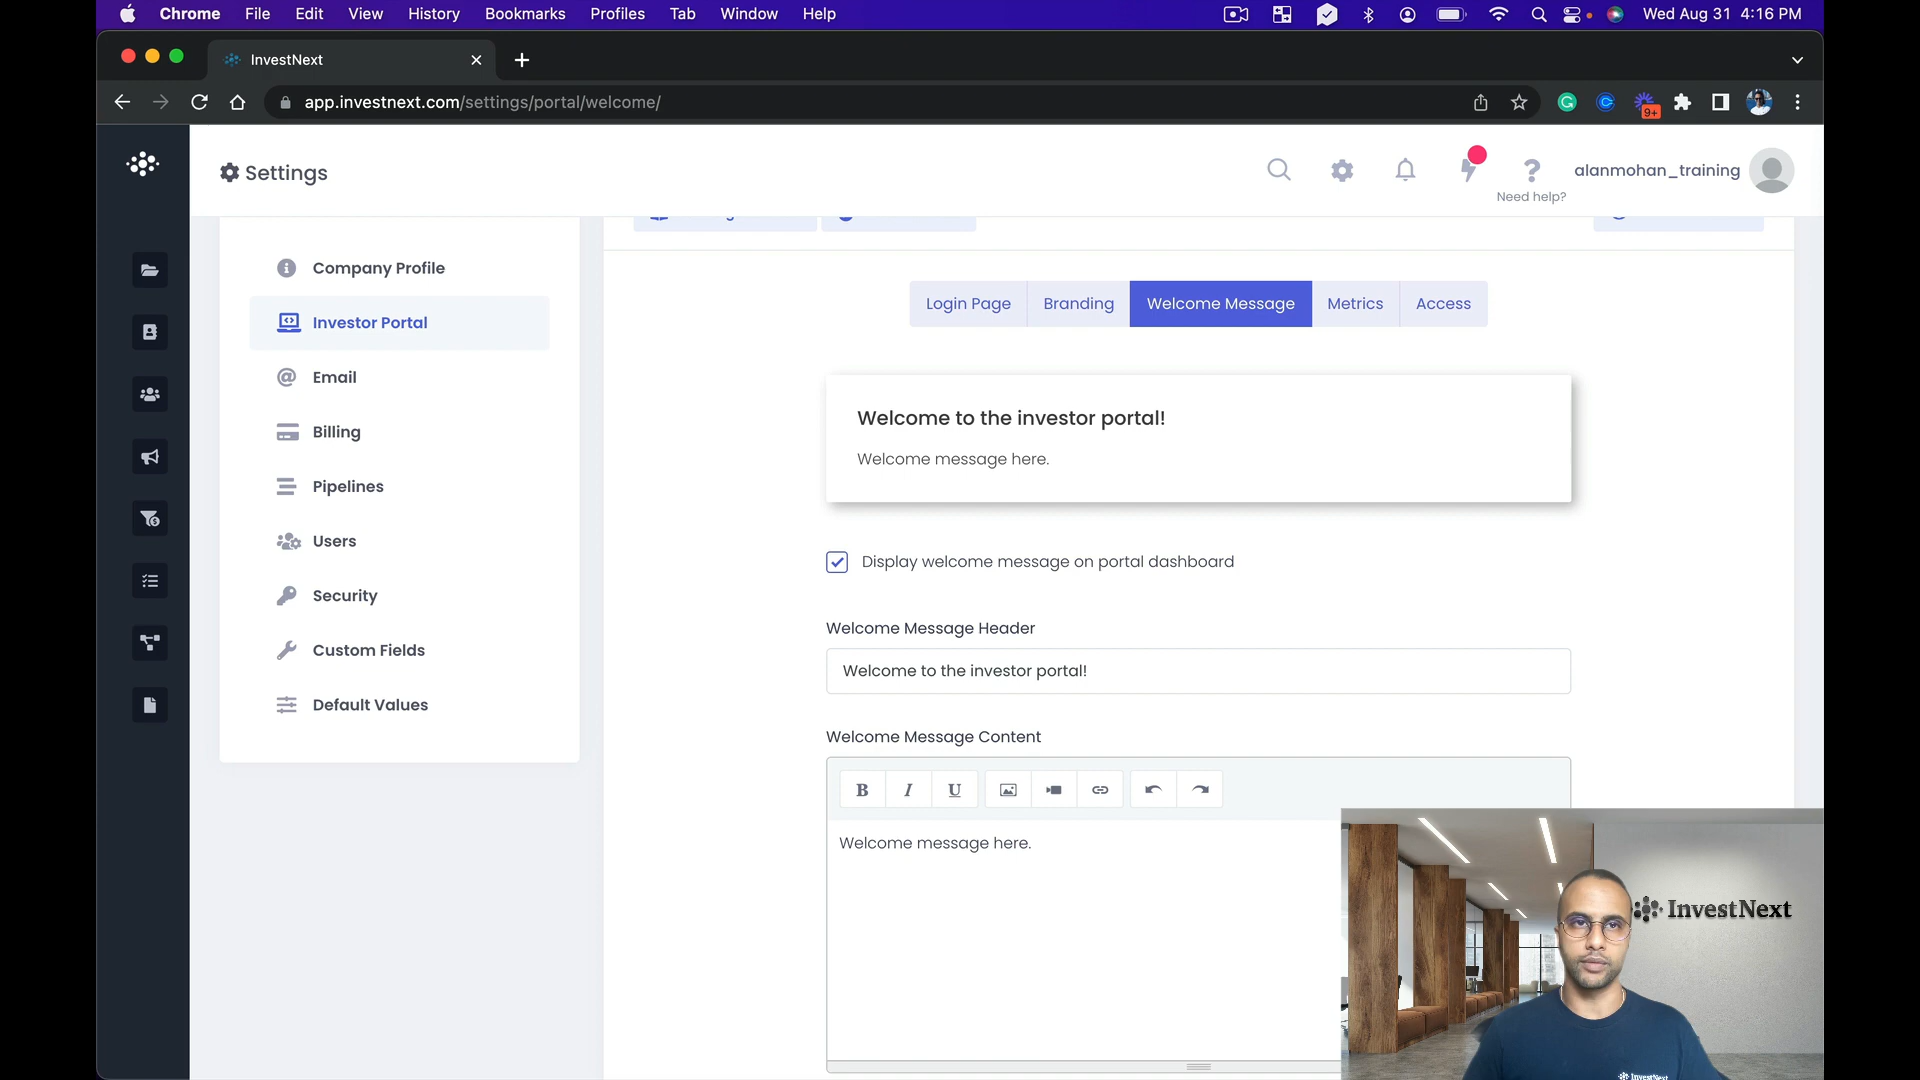 Chrome File Edit View History Bookmarks Profiles Tab Window Help Wed Aug 31 4:16 PM
InvestNext
app.investnext.com/settings/portal/welcome/
9+
Settings
Need help?
alanmohan_training
Company Profile
Investor Portal
Email
Billing
Pipelines
Users
Security
Custom Fields
Default Values
Login Page Branding Welcome Message Metrics Access
Welcome to the investor portal!
Welcome message here.
Display welcome message on portal dashboard
Welcome Message Header
Welcome to the investor portal!
Welcome Message Content
B I U
Welcome message here.
InvestNext
InvestNext